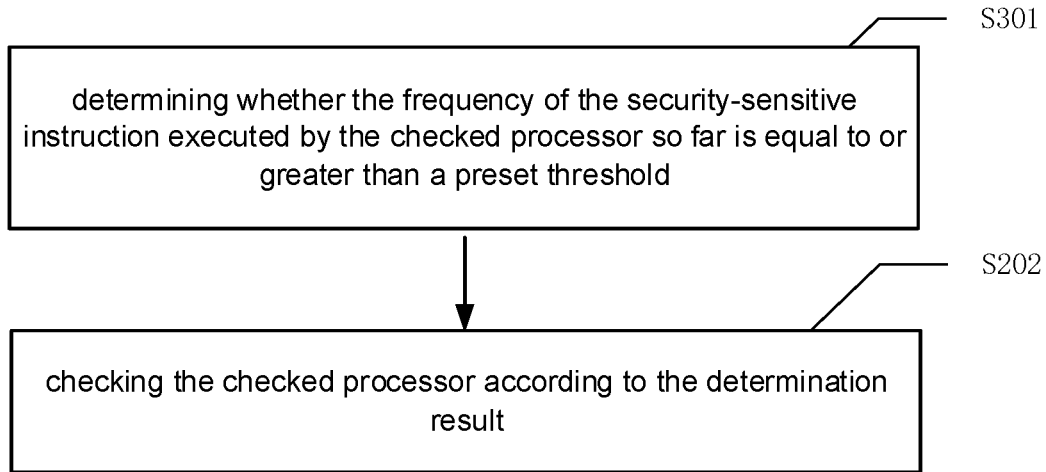 S301
determining whether the frequency of the security-sensitive
instruction executed by the checked processor so far is equal to or
greater than a preset threshold
S202
checking the checked processor according to the determination
result